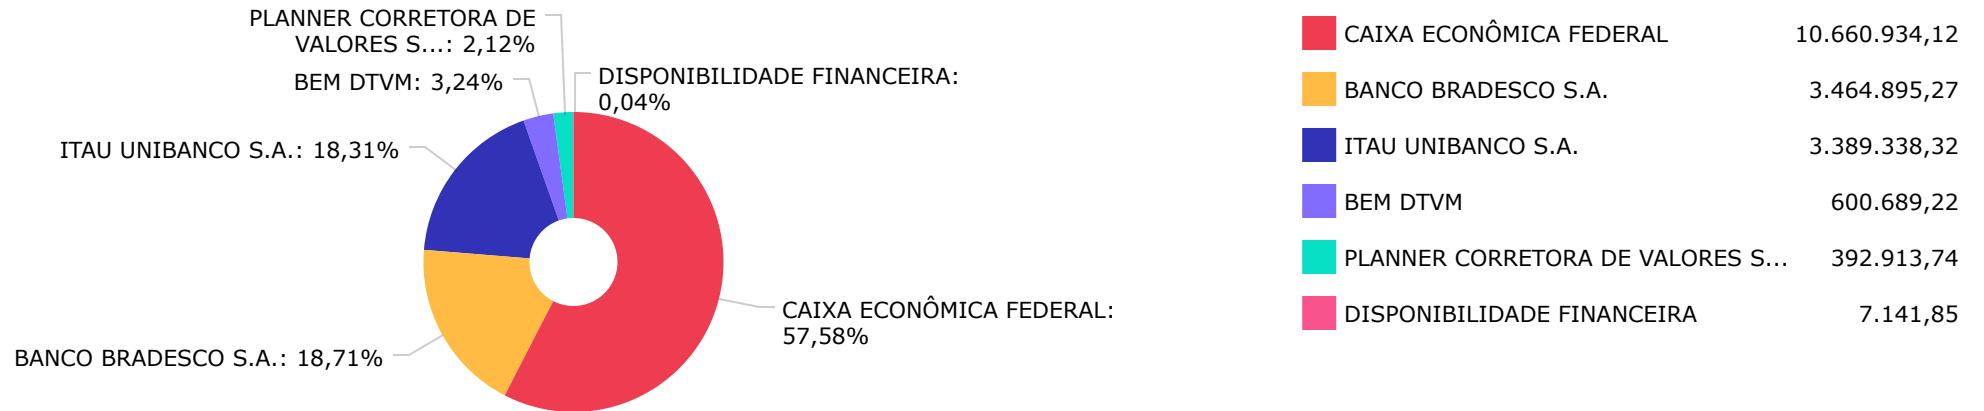 PLANNER CORRETORA DE
VALORES S...: 2,12%
BEM DTVM: 3,24%
DISPONIBILIDADE FINANCEIRA:
0,04%
ITAU UNIBANCO S.A.: 18,31%
CAIXA ECONÔMICA FEDERAL:
57,58%
BANCO BRADESCO S.A.: 18,71%
CAIXA ECONÔMICA FEDERAL 10.660.934,12
BANCO BRADESCO S.A. 3.464.895,27
ITAU UNIBANCO S.A. 3.389.338,32
BEM DTVM 600.689,22
PLANNER CORRETORA DE VALORES S... 392.913,74
DISPONIBILIDADE FINANCEIRA 7.141,85